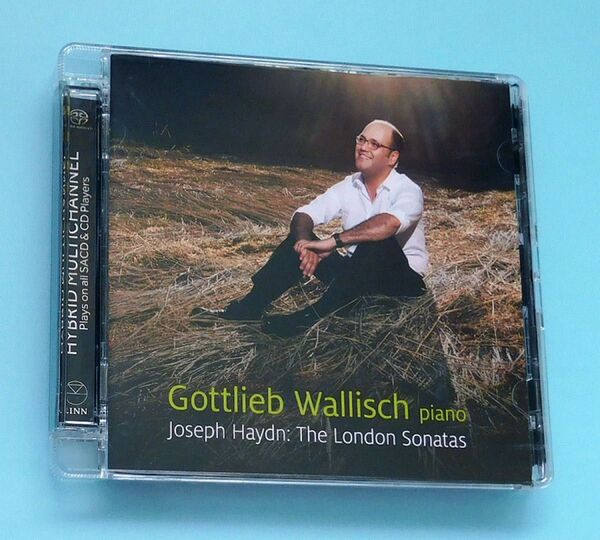 Gottlieb Wallisch piano
Joseph Haydn: The London Sonatas
HYBRID MULTICHANNEL
Plays on all SACD & CD Players
LINN